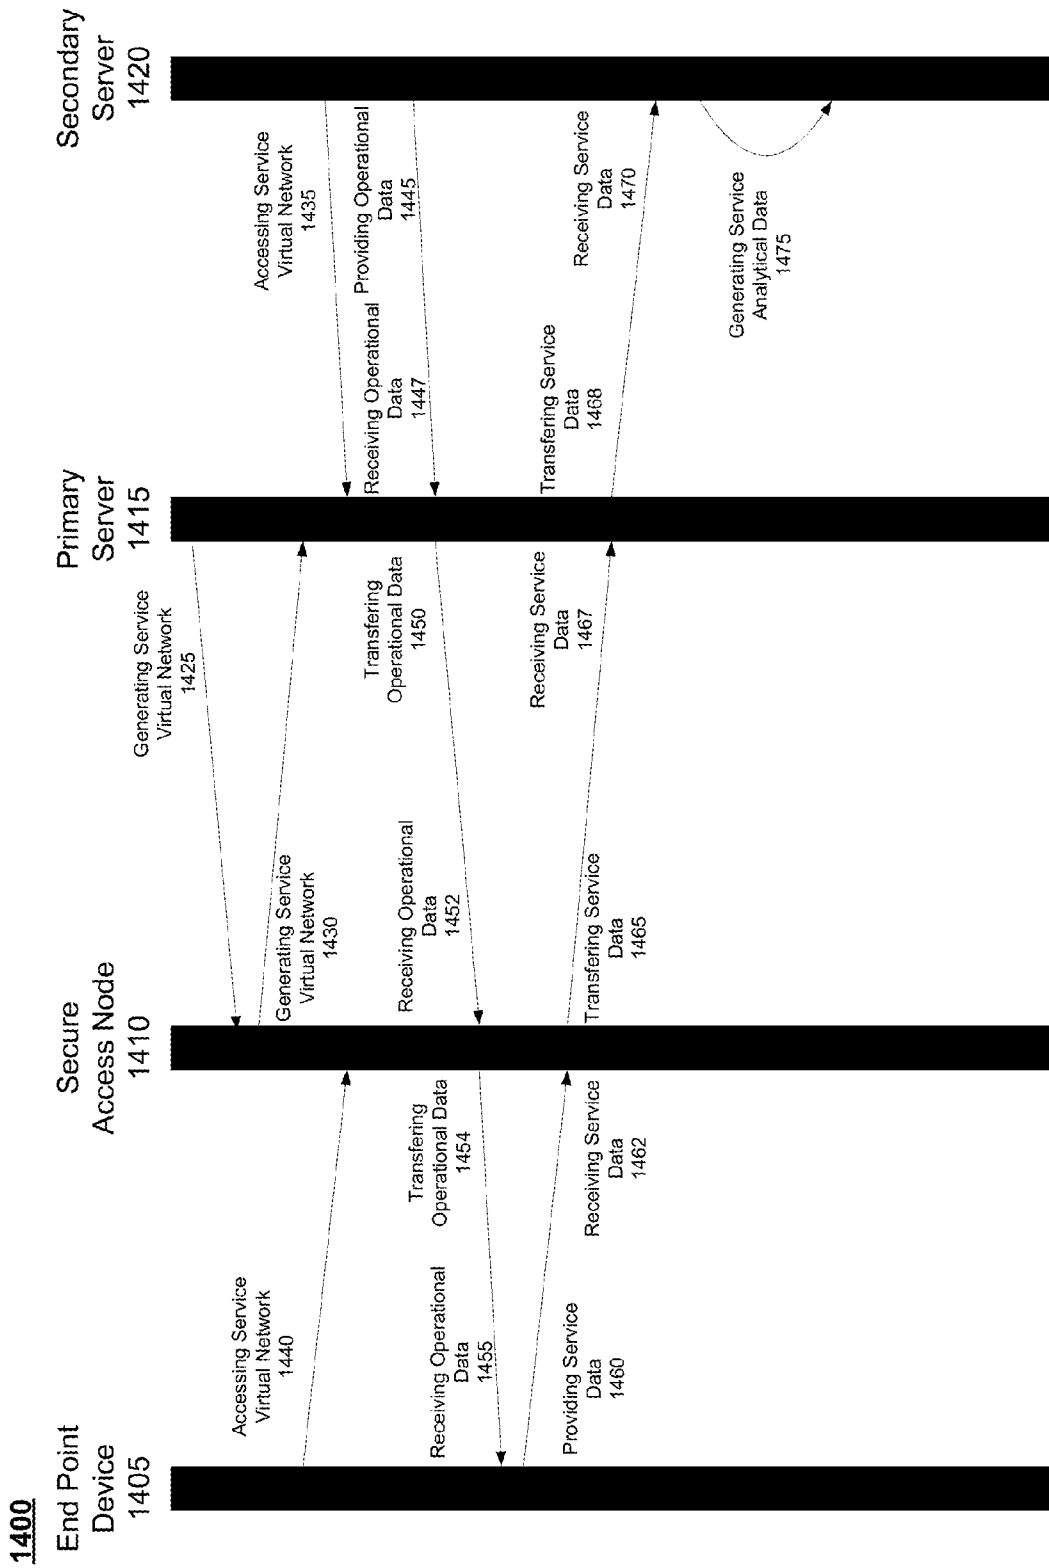 1400
End Point
Device
1405
Secure
Access Node
1410
Primary
Server
1415
Secondary
Server
1420
Generating Service
Virtual Network
1425
Generating Service
Virtual Network
1430
Accessing Service
Virtual Network
1435
Accessing Service
Virtual Network
1440
Providing Operational
Data
1445
Receiving Operational
Data
1447
Transfering
Operational Data
1450
Receiving Operational
Data
1452
Transfering
Operational Data
1454
Receiving Operational
Data
1455
Providing Service
Data
1460
Receiving Service
Data
1462
Transfering Service
Data
1465
Receiving Service
Data
1467
Transfering Service
Data
1468
Receiving Service
Data
1470
Generating Service
Analytical Data
1475